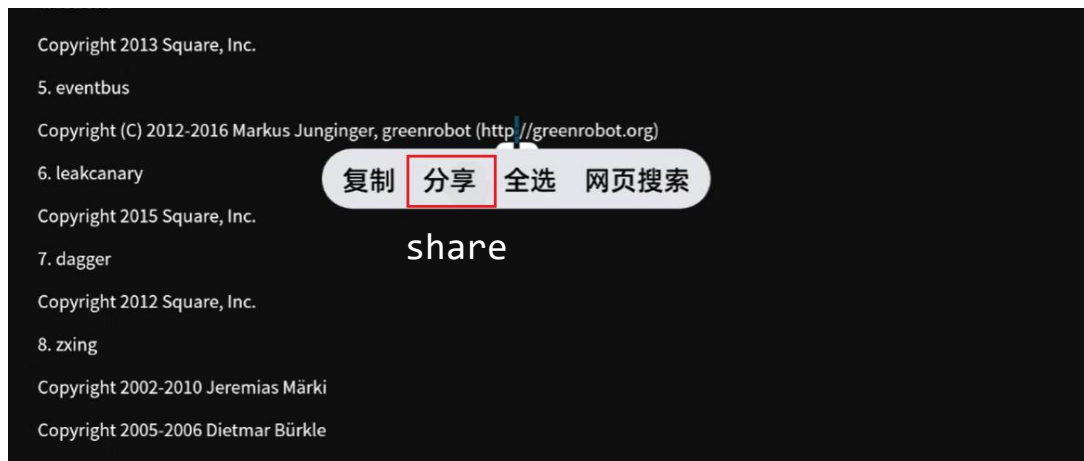 Copyright 2013 Square, Inc.
5. eventbus
Copyright (C) 2012-2016 Markus Junginger, greenrobot (http://greenrobot.org)
6. leakcanary
复制 分享 全选 网页搜索
Copyright 2015 Square, Inc.
share
7. dagger
Copyright 2012 Square, Inc.
8. zxing
Copyright 2002-2010 Jeremias Märki
Copyright 2005-2006 Dietmar Bürkle